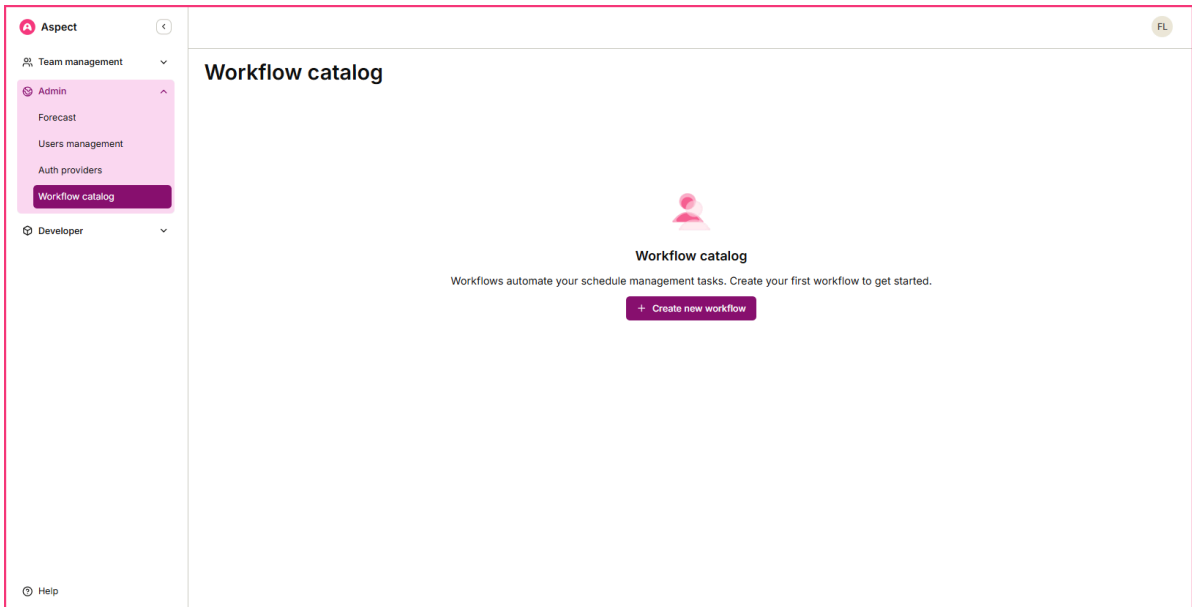 Aspect
FL
Team management
Admin
Forecast
Users management
Auth providers
Workflow catalog
Developer
Help
Workflow catalog
Workflow catalog
Workflows automate your schedule management tasks. Create your first workflow to get started.
+ Create new workflow